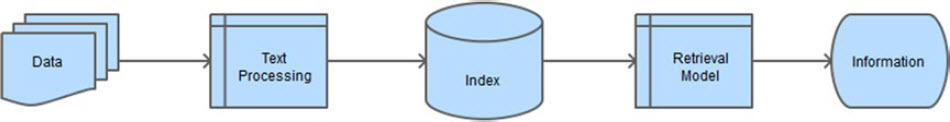 Data
Text
Processing
Index
Retrieval
Model
Information